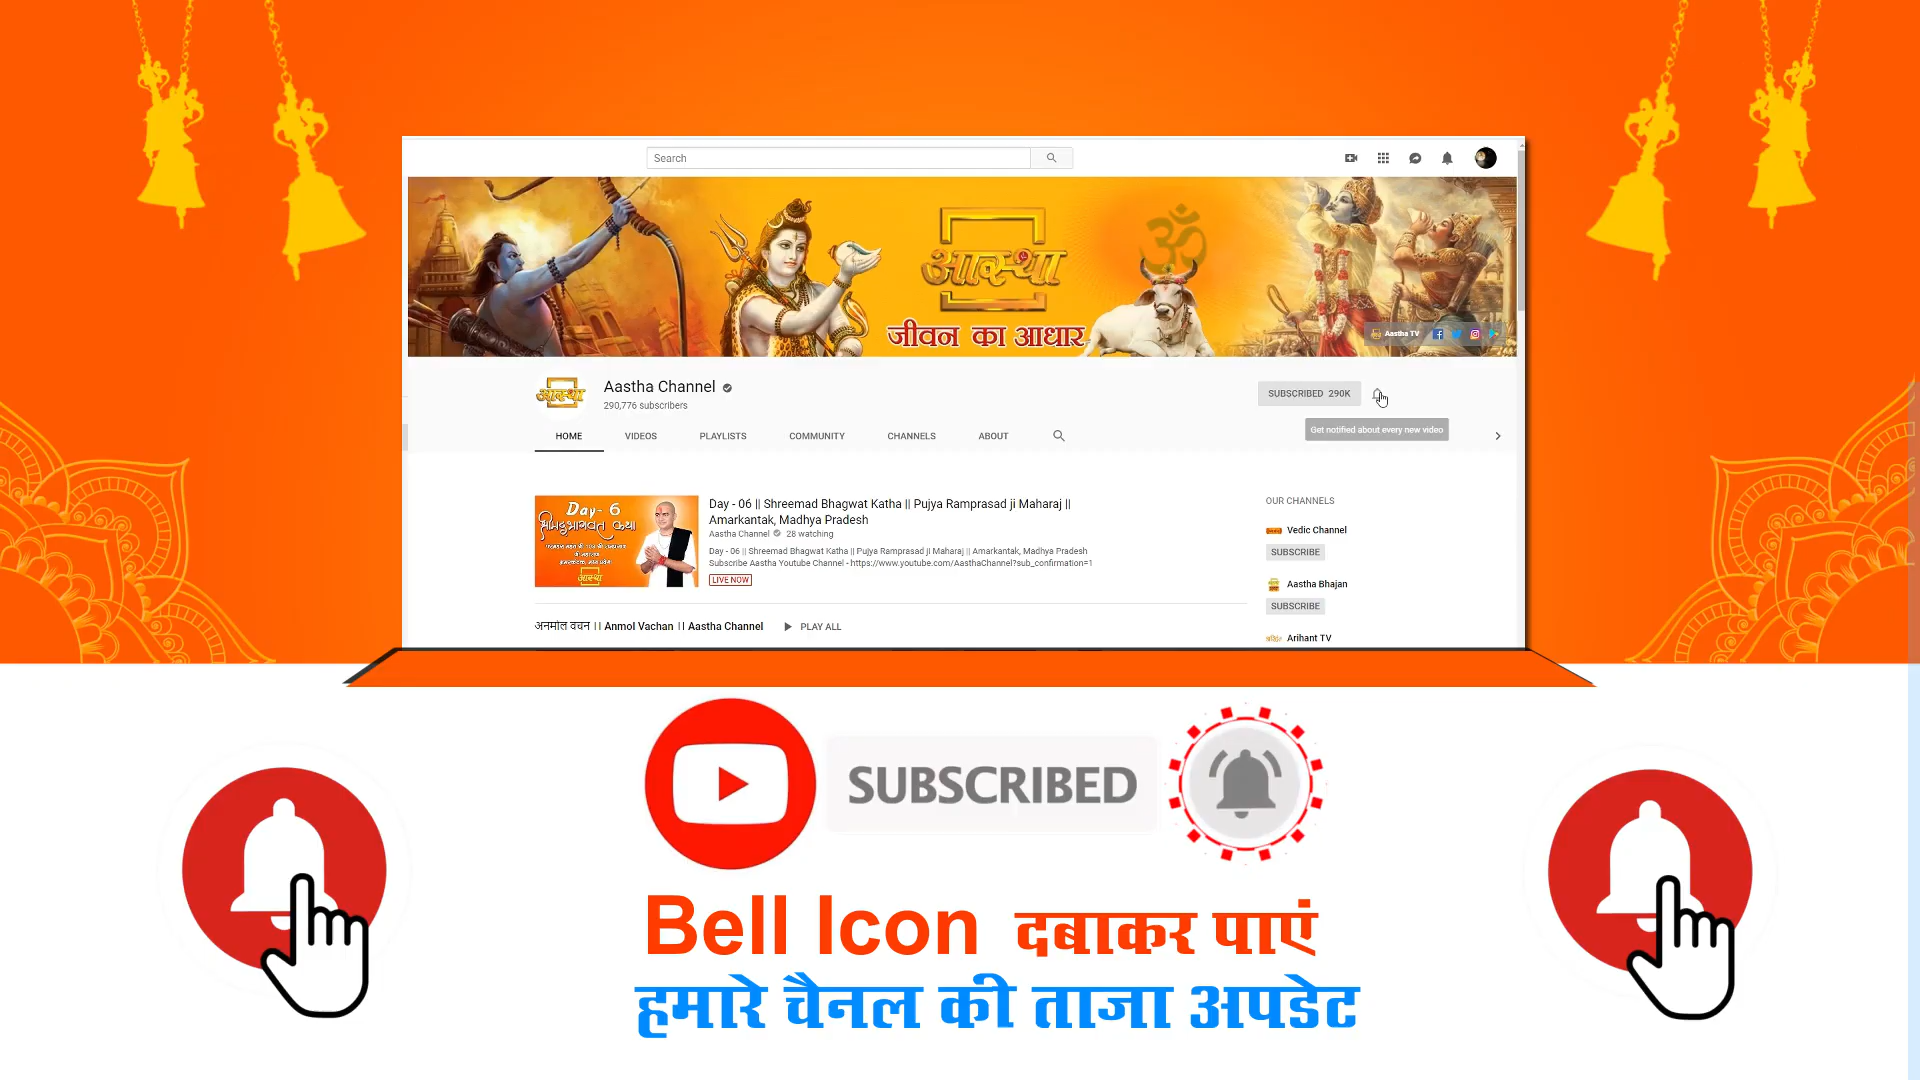 Search
आस्था
जीवन का आधार
Aastha TV
आस्था
Aastha Channel
290,776 subscribers
SUBSCRIBED 290K
Get notified about every new video
HOME VIDEOS PLAYLISTS COMMUNITY CHANNELS ABOUT
Day- 6
श्रीमद्भागवत कथा
आस्था
Day - 06 || Shreemad Bhagwat Katha || Pujya Ramprasad ji Maharaj ||
Amarkantak, Madhya Pradesh
Aastha Channel 28 watching
Day - 06 || Shreemad Bhagwat Katha || Pujya Ramprasad ji Maharaj || Amarkantak, Madhya Pradesh
Subscribe Aastha Youtube Channel - https://www.youtube.com/AasthaChannel?sub_confirmation=1
LIVE NOW
अनमोल वचन || Anmol Vachan || Aastha Channel PLAY ALL
OUR CHANNELS
Vedic Channel
SUBSCRIBE
Aastha Bhajan
SUBSCRIBE
Arihant TV
SUBSCRIBED
Bell Icon दबाकर पाएं
हमारे चैनल की ताजा अपडेट